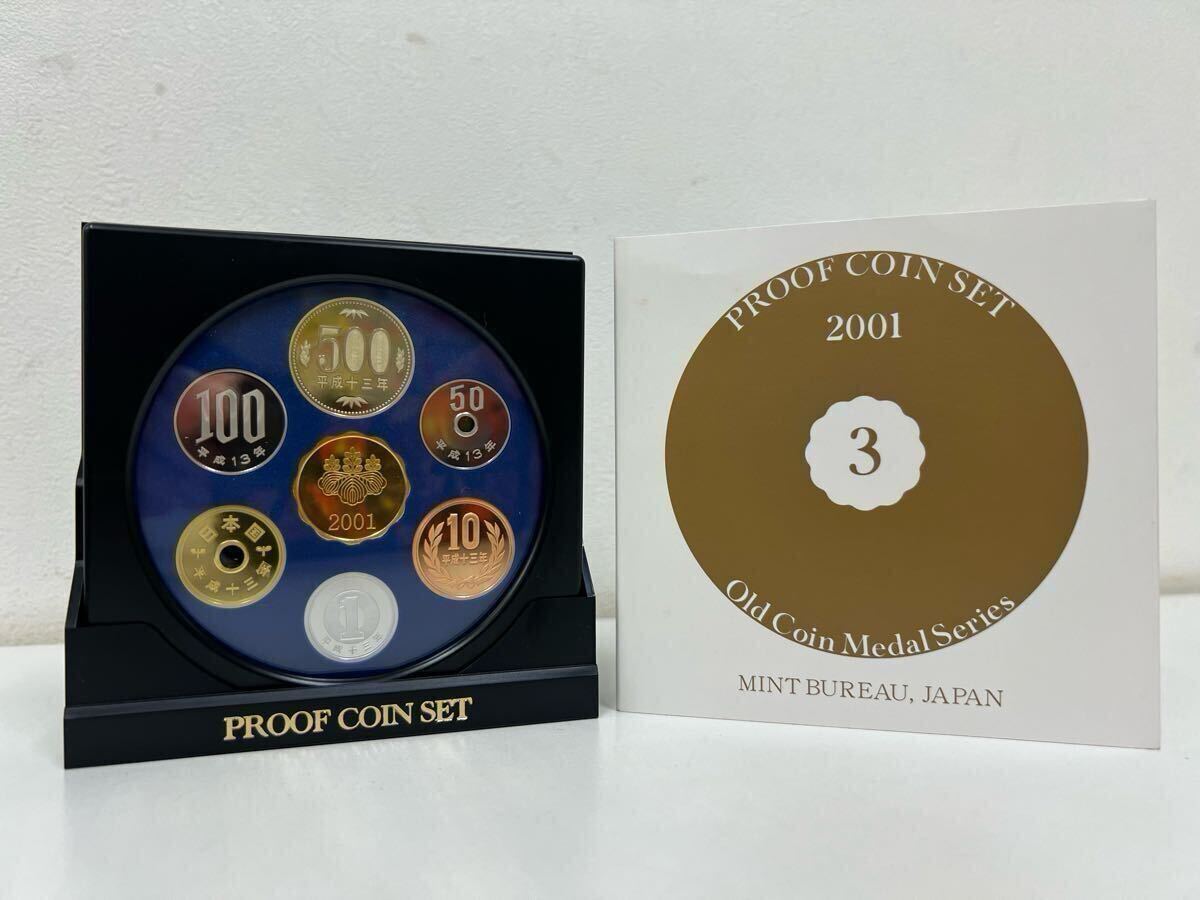 500
平成十三年
100
平成13年
50
平成13年
2001
日本国
平成十三年
10
平成十三年
1
平成十三年
PROOF COIN SET
PROOF COIN SET
2001
3
Old Coin Medal Series
MINT BUREAU, JAPAN